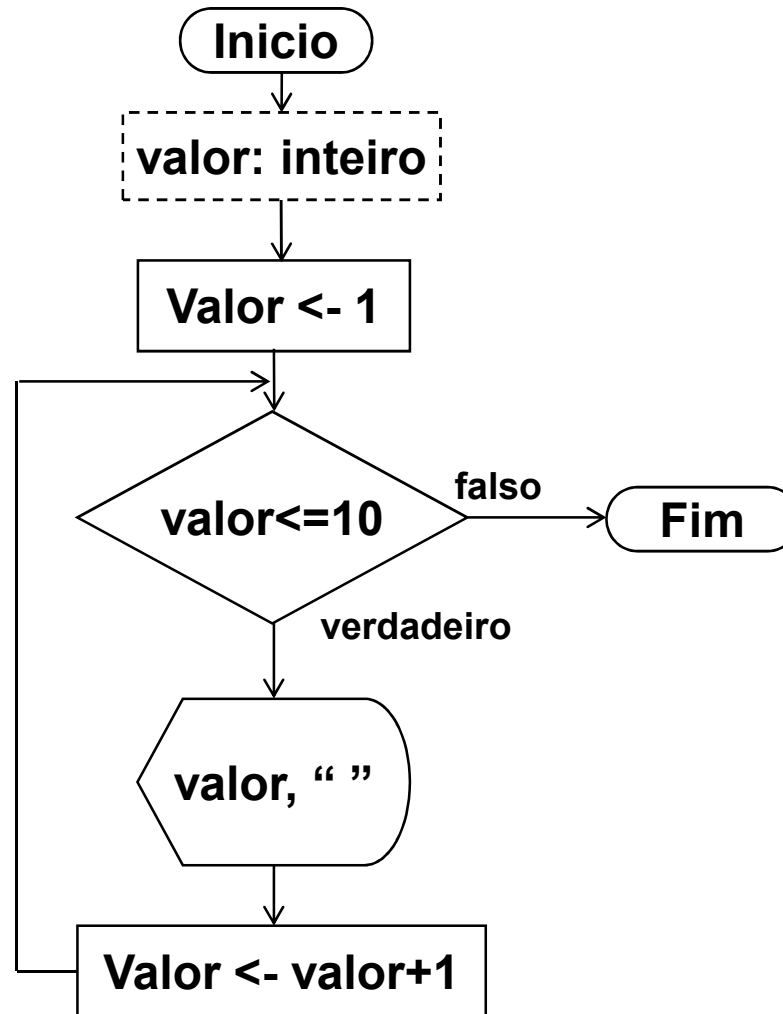 Inicio
valor: inteiro
Valor <- 1
valor<=10
falso
Fim
verdadeiro
valor, “ ”
Valor <- valor+1